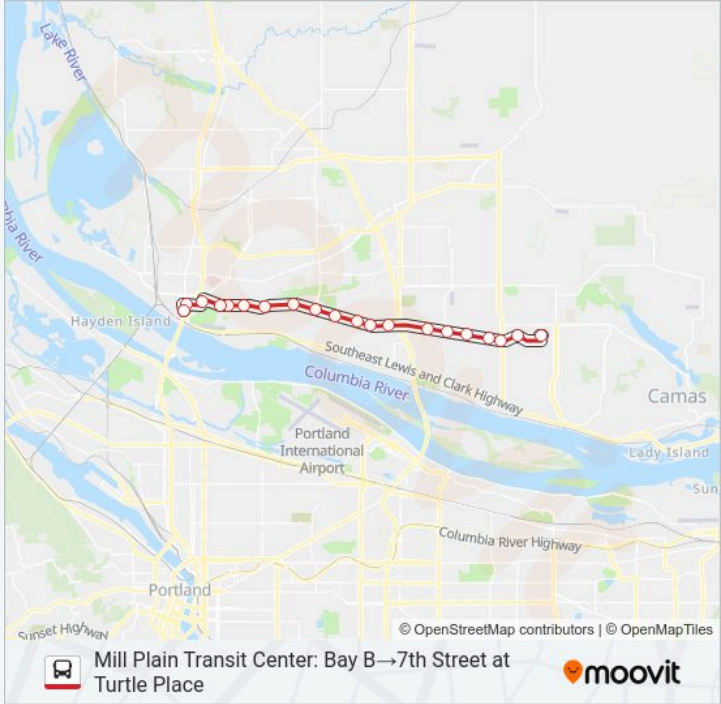 Lake River
mbia River
Hayden Island
Southeast Lewis and Clark Highway
Columbia River
Camas
Portland
International
Airport
Lady Island
Sun
Columbia River Highway
Portland
Sunset Highway
© OpenStreetMap contributors | © OpenMapTiles
Mill Plain Transit Center: Bay B→7th Street at
Turtle Place
moovit